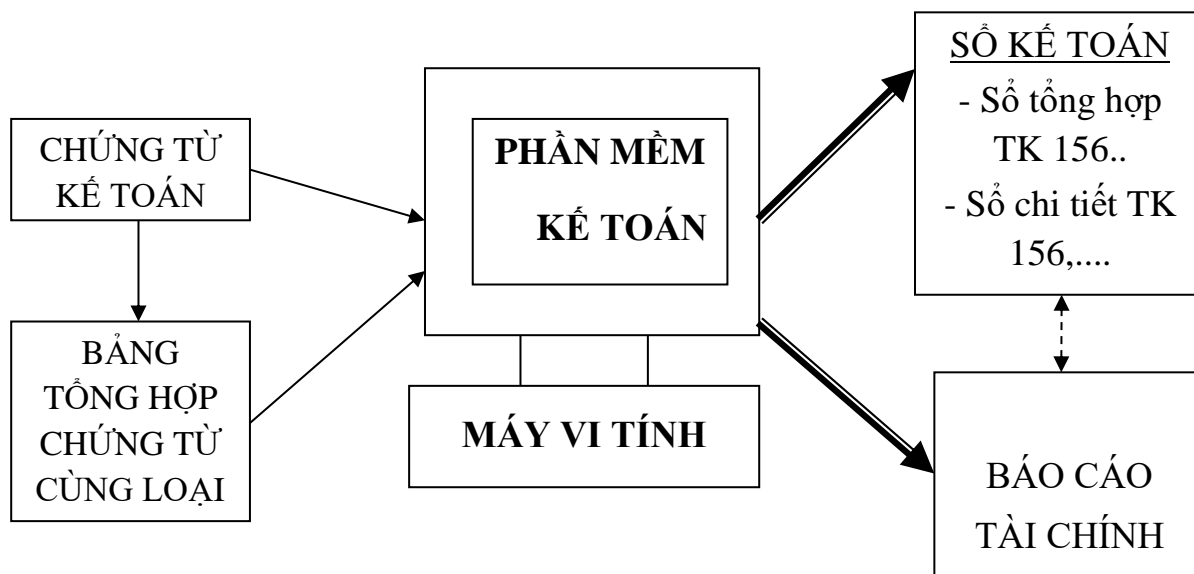 CHỨNG TỪ
KẾ TOÁN
BẢNG
TỔNG HỢP
CHỨNG TỪ
CÙNG LOẠI
PHẦN MỀM
KẾ TOÁN
MÁY VI TÍNH
SỔ KẾ TOÁN
- Sổ tổng hợp
TK 156..
- Sổ chi tiết TK
156,....
BÁO CÁO
TÀI CHÍNH